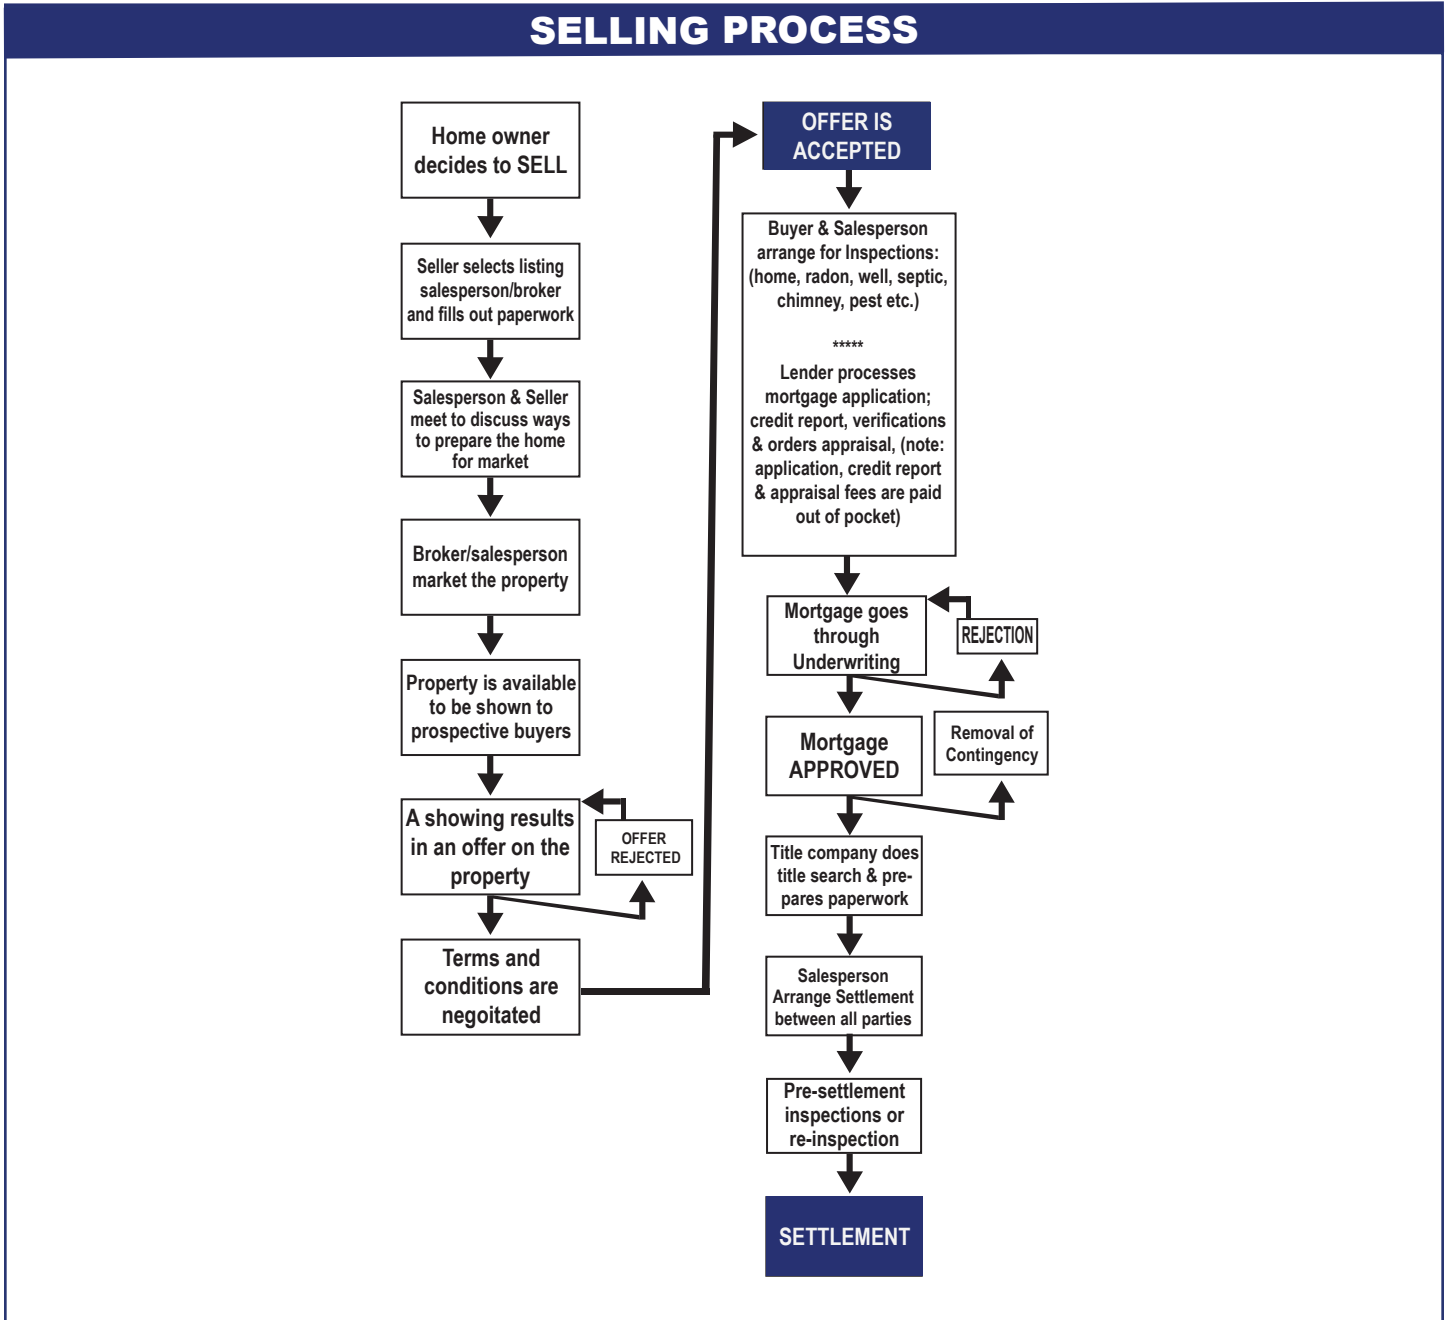 SELLING PROCESS
Home owner
decides to SELL
Seller selects listing
salesperson/broker
and fills out paperwork
Salesperson & Seller
meet to discuss ways
to prepare the home
for market
Broker/salesperson
market the property
Property is available
to be shown to
prospective buyers
A showing results
in an offer on the
property
OFFER
REJECTED
Terms and
conditions are
negoitated
OFFER IS
ACCEPTED
Buyer & Salesperson
arrange for Inspections:
(home, radon, well, septic,
chimney, pest etc.)
*****
Lender processes
mortgage application;
credit report, verifications
& orders appraisal, (note:
application, credit report
& appraisal fees are paid
out of pocket)
Mortgage goes
through
Underwriting
REJECTION
Mortgage
APPROVED
Removal of
Contingency
Title company does
title search & pre-
pares paperwork
Salesperson
Arrange Settlement
between all parties
Pre-settlement
inspections or
re-inspection
SETTLEMENT